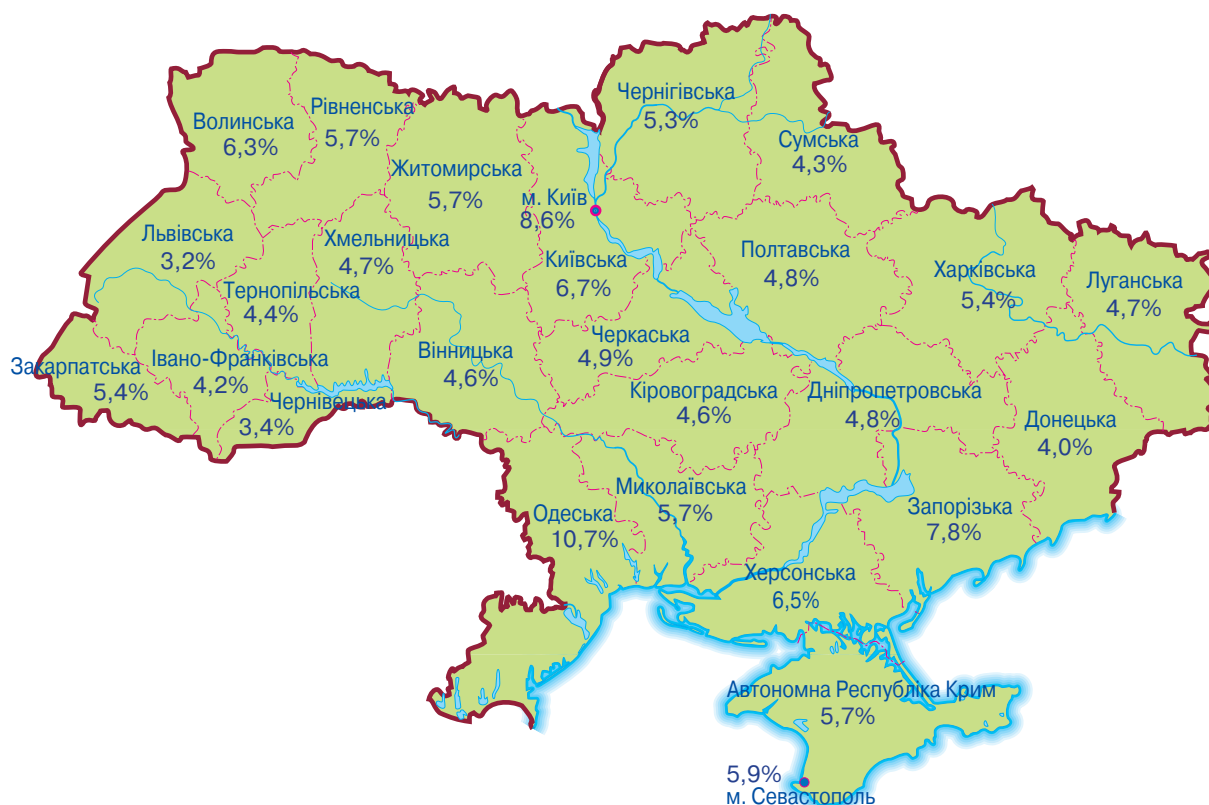 Чернігівська
5,3%
Рівненська
5,7%
Волинська
6,3%
Сумська
4,3%
Житомирська
5,7%
м. Київ
8,6%
Львівська
3,2%
Хмельницька
4,7%
Київська
6,7%
Полтавська
4,8%
Харківська
5,4%
Луганська
4,7%
Тернопільська
4,4%
Черкаська
4,9%
Вінницька
4,6%
Закарпатська
5,4%
Івано-Франківська
4,2%
Чернівецька
3,4%
Кіровоградська
4,6%
Дніпропетровська
4,8%
Донецька
4,0%
Миколаївська
5,7%
Одеська
10,7%
Запорізька
7,8%
Херсонська
6,5%
Автономна Республіка Крим
5,7%
5,9%
м. Севастополь